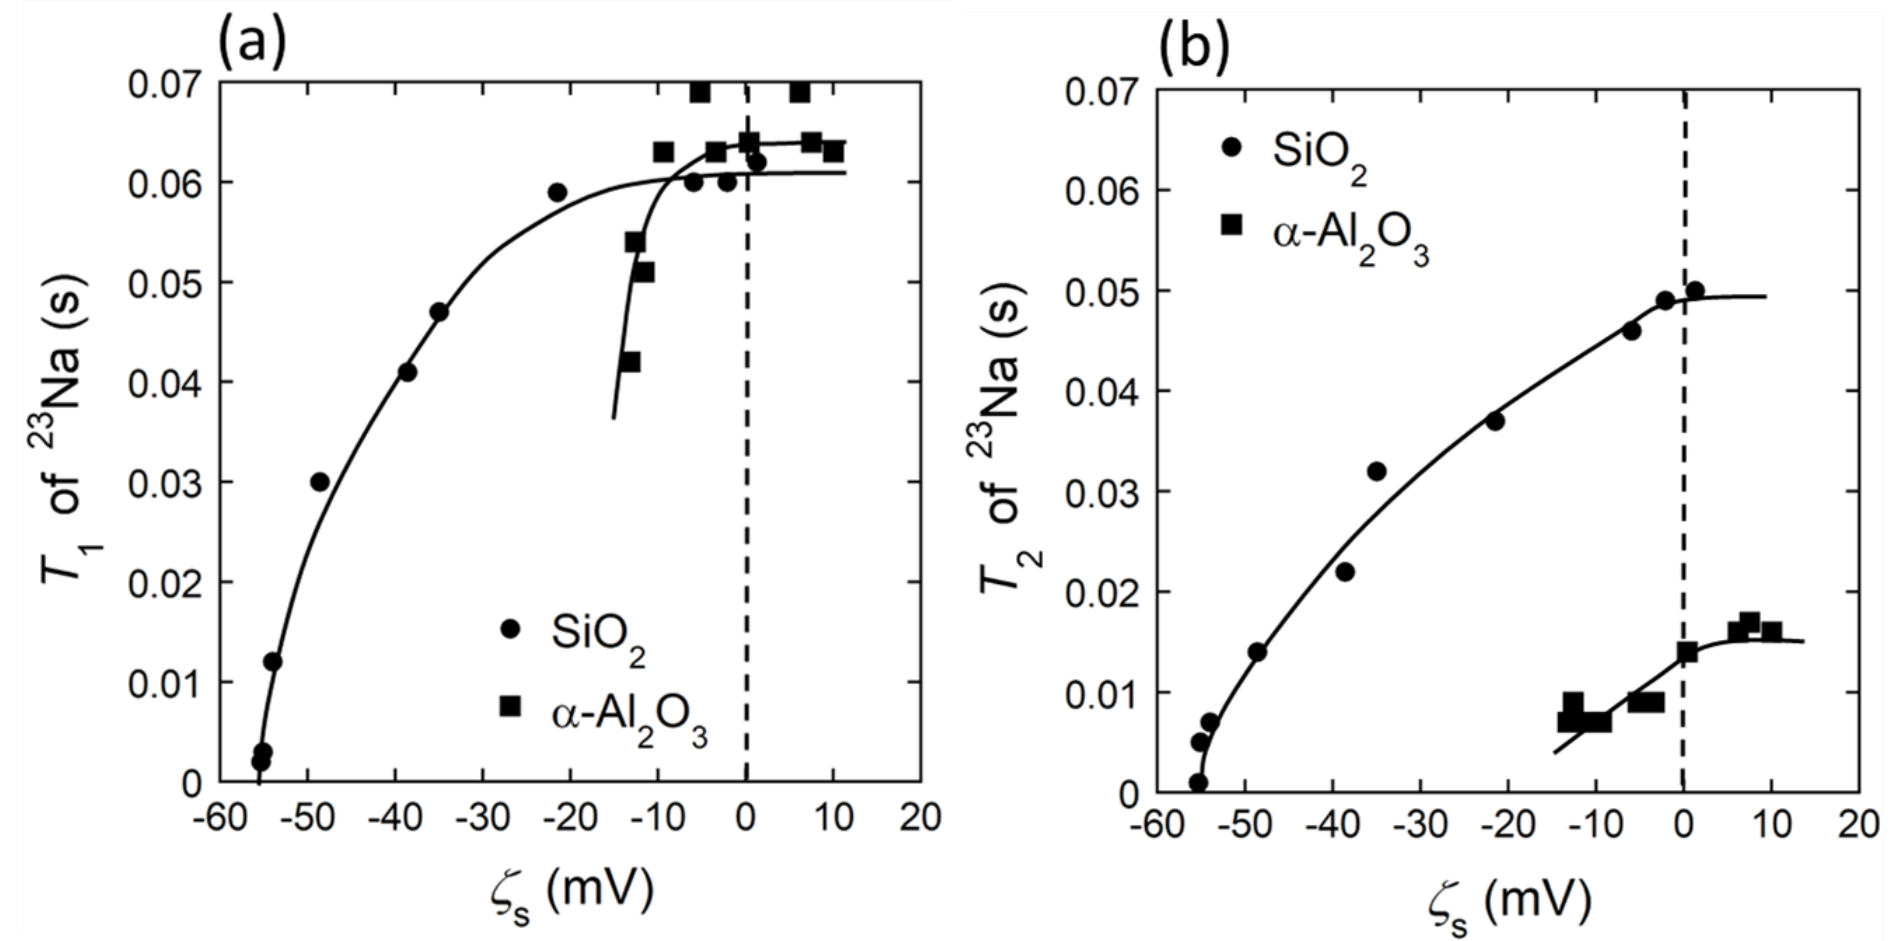 (a)
0.07
0.06
0.05
0.04
0.03
0.02
0.01
0
T₁ of ²³Na (s)
SiO₂
α-Al₂O₃
-60 -50 -40 -30 -20 -10 0 10 20
ζₛ (mV)
(b)
0.07
0.06
0.05
0.04
0.03
0.02
0.01
0
T₂ of ²³Na (s)
SiO₂
α-Al₂O₃
-60 -50 -40 -30 -20 -10 0 10 20
ζₛ (mV)